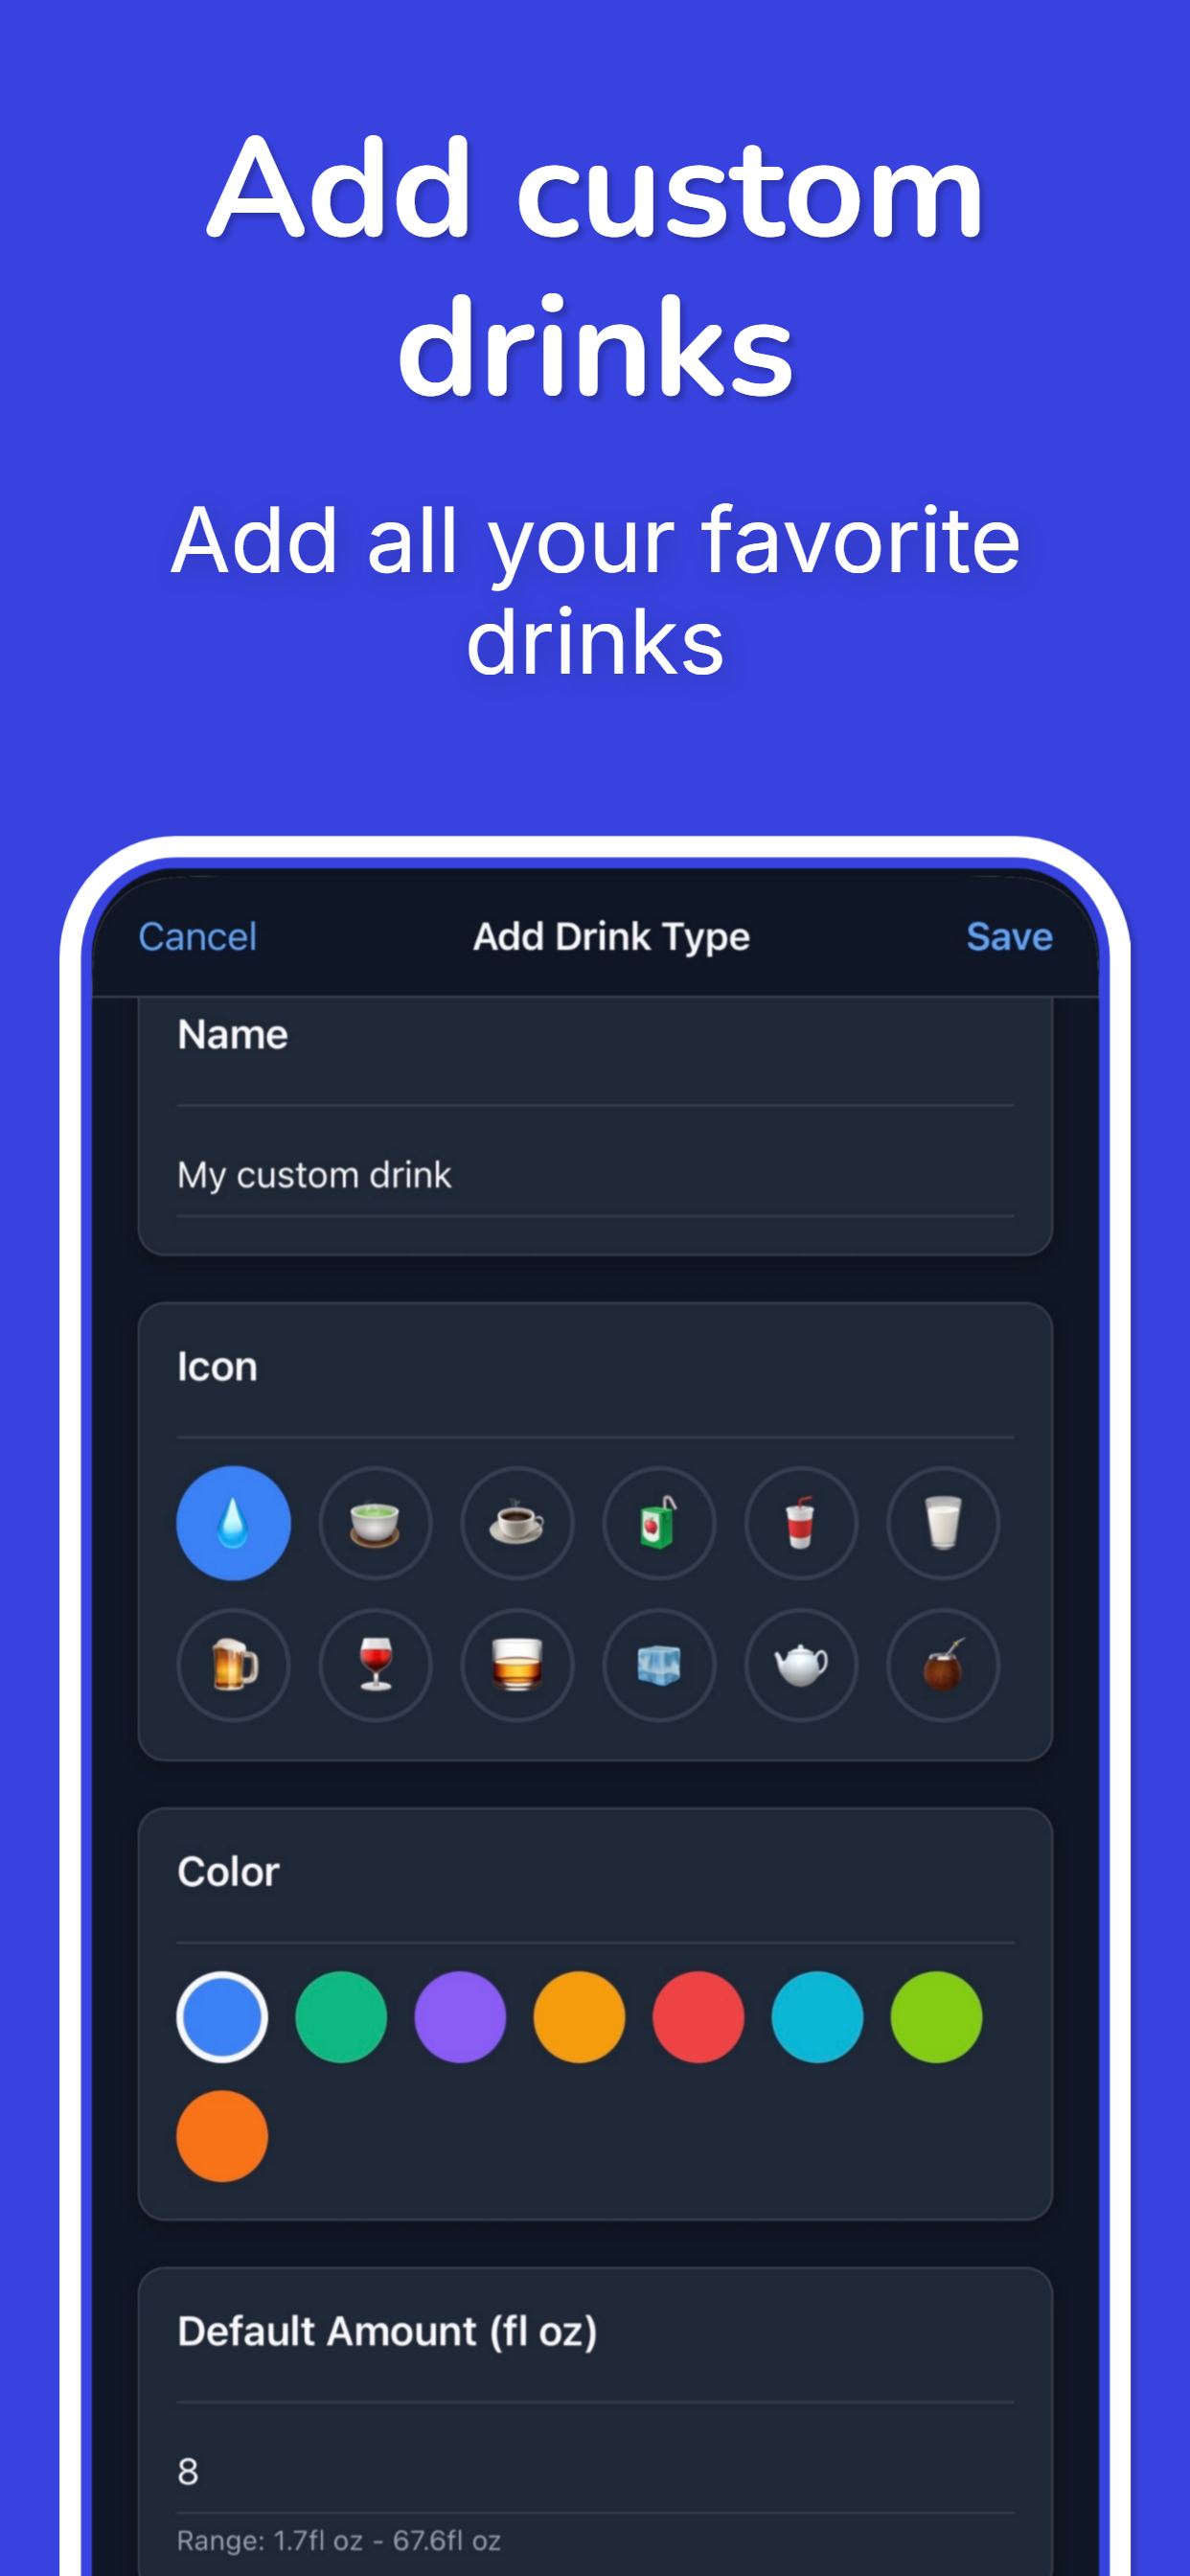 Add custom
drinks
Add all your favorite
drinks
Cancel
Add Drink Type
Save
Name
My custom drink
Icon
Color
Default Amount (fl oz)
8
Range: 1.7fl oz - 67.6fl oz